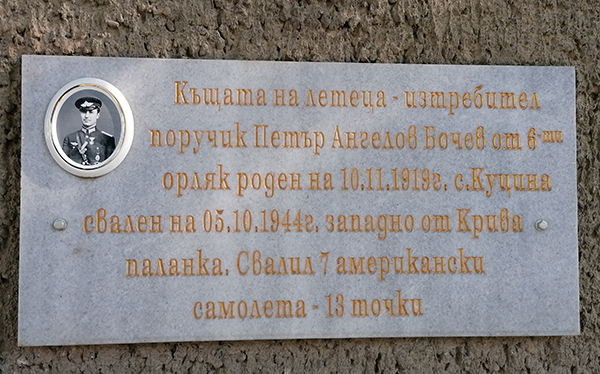 Къщата на летеца - изтребител
поручик Петър Ангелов Бочев от 6-ти
орляк роден на 10.11.1919г. с.Куцина
свален на 05.10.1944г. западно от Крива
паланка. Свалил 7 американски
самолета - 13 точки